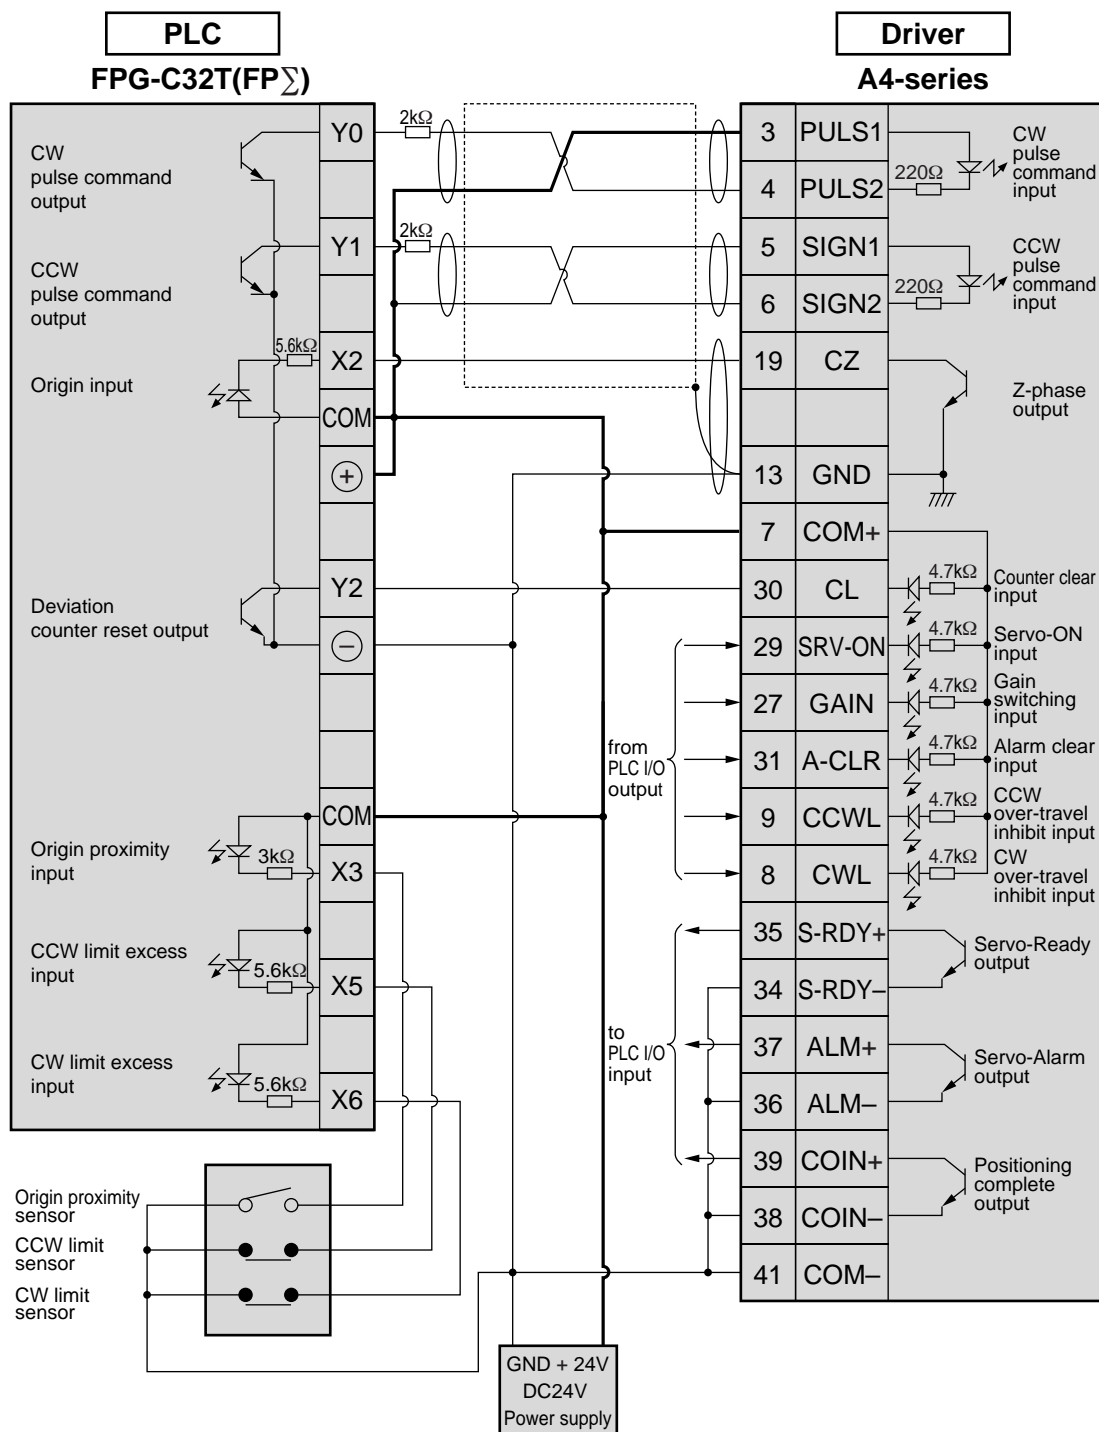 PLC
FPG-C32T(FP∑)
Driver
A4-series
CW
pulse command
output
Y0
2kΩ
3
PULS1
CW
pulse
command
input
4
PULS2
220Ω
CCW
pulse command
output
Y1
2kΩ
5
SIGN1
CCW
pulse
command
input
6
SIGN2
220Ω
Origin input
5.6kΩ
X2
19
CZ
Z-phase
output
COM
+
13
GND
7
COM+
Deviation
counter reset output
Y2
30
CL
4.7kΩ
Counter clear
input
−
29
SRV-ON
4.7kΩ
Servo-ON
input
27
GAIN
4.7kΩ
Gain
switching
input
from
PLC I/O
output
31
A-CLR
4.7kΩ
Alarm clear
input
COM
9
CCWL
4.7kΩ
CCW
over-travel
inhibit input
Origin proximity
input
3kΩ
X3
8
CWL
4.7kΩ
CW
over-travel
inhibit input
35
S-RDY+
Servo-Ready
output
CCW limit excess
input
5.6kΩ
X5
34
S-RDY–
to
PLC I/O
input
37
ALM+
Servo-Alarm
output
CW limit excess
input
5.6kΩ
X6
36
ALM–
39
COIN+
Positioning
complete
output
Origin proximity
sensor
38
COIN–
CCW limit
sensor
41
COM–
CW limit
sensor
GND + 24V
DC24V
Power supply